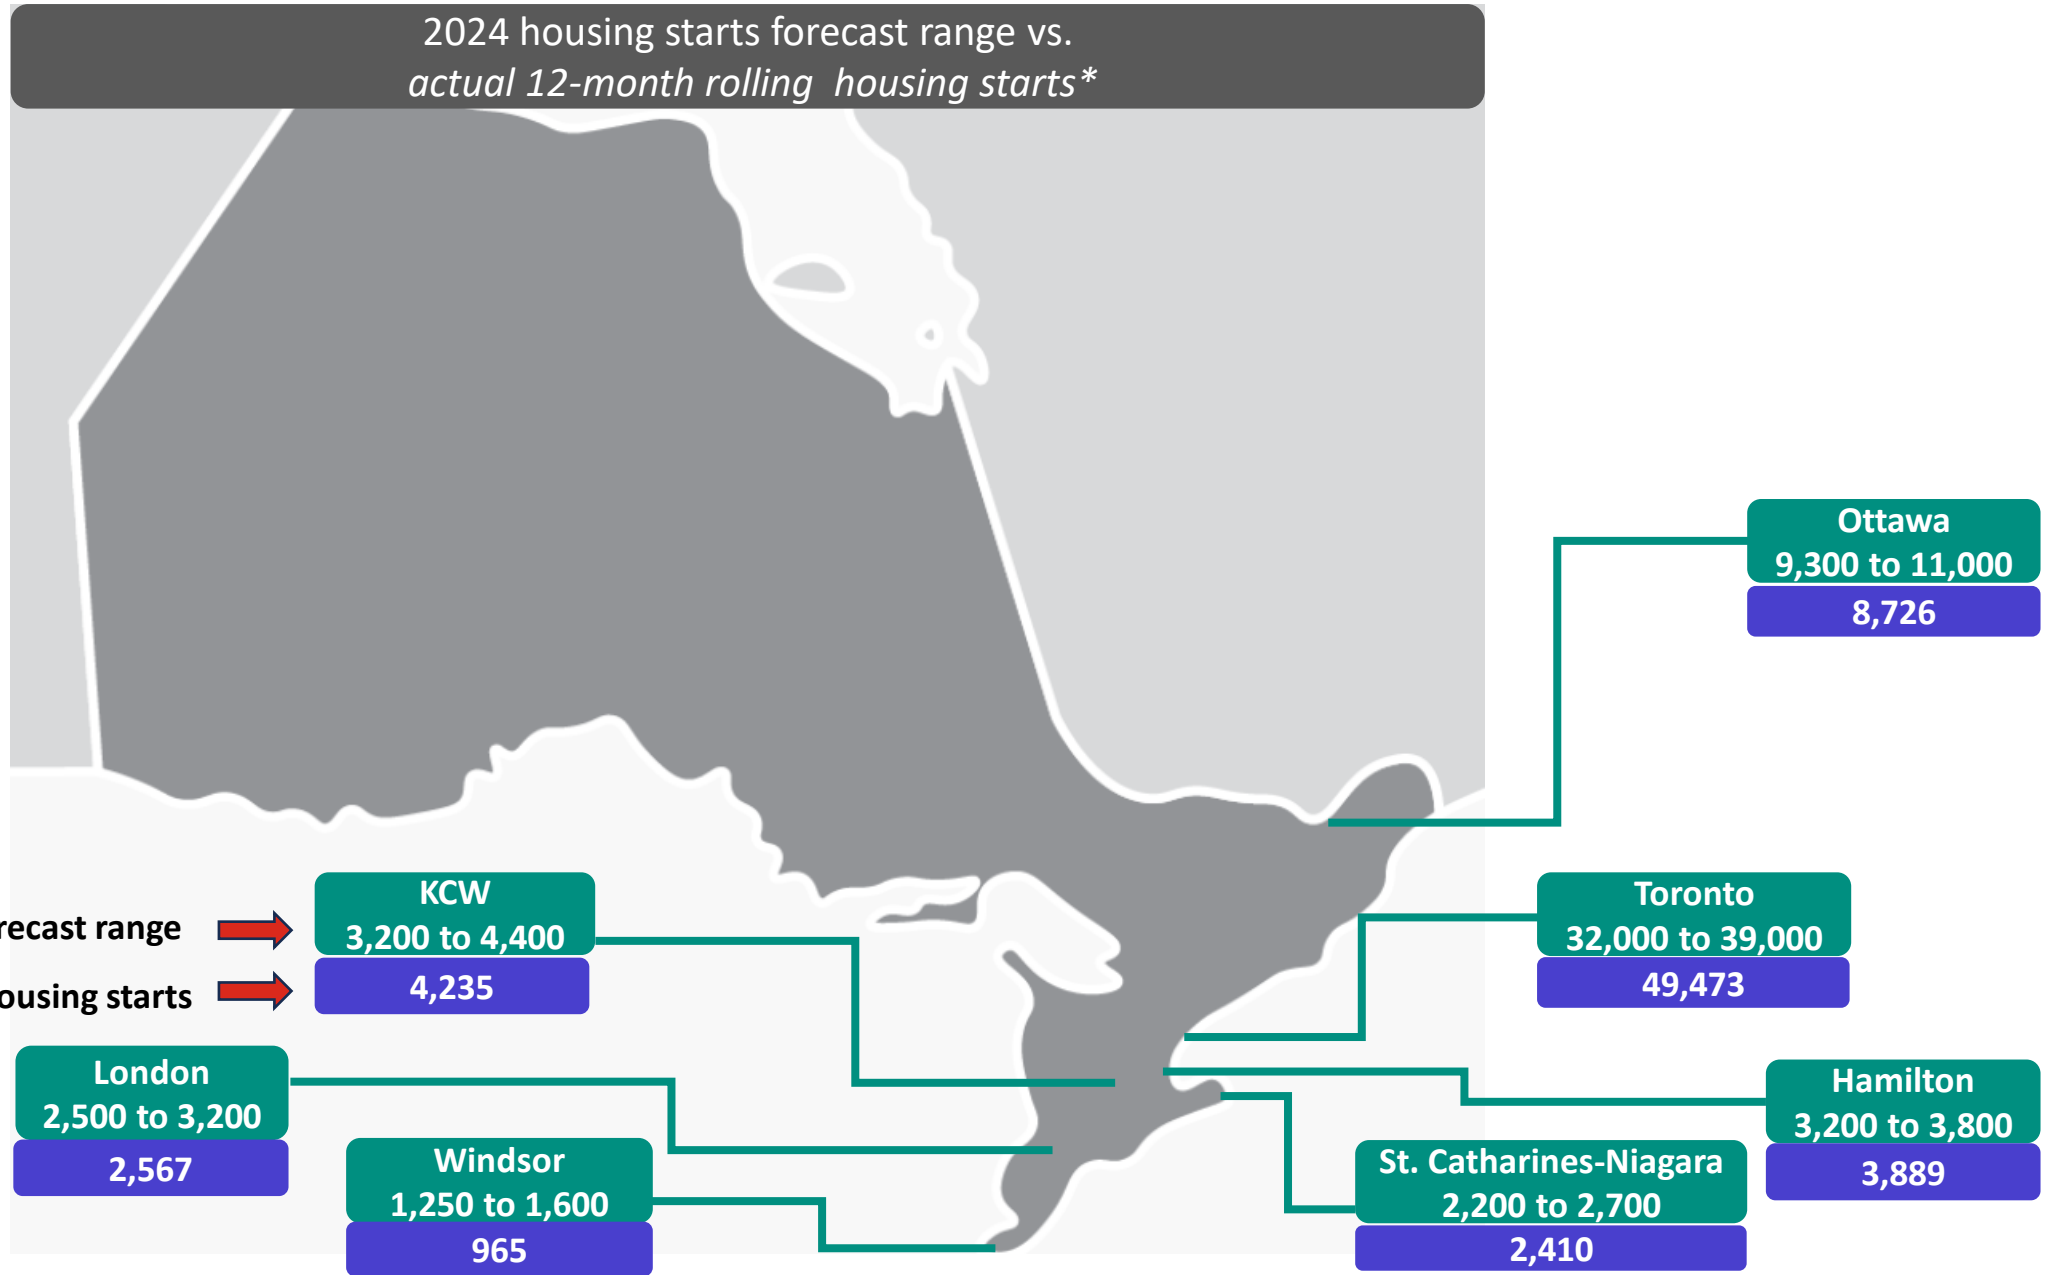 2024 housing starts forecast range vs.
actual 12-month rolling housing starts*
Ottawa
9,300 to 11,000
8,726
KCW
3,200 to 4,400
4,235
range
starts
Toronto
32,000 to 39,000
49,473
London
2,500 to 3,200
2,567
Windsor
1,250 to 1,600
965
Hamilton
3,200 to 3,800
3,889
St. Catharines-Niagara
2,200 to 2,700
2,410